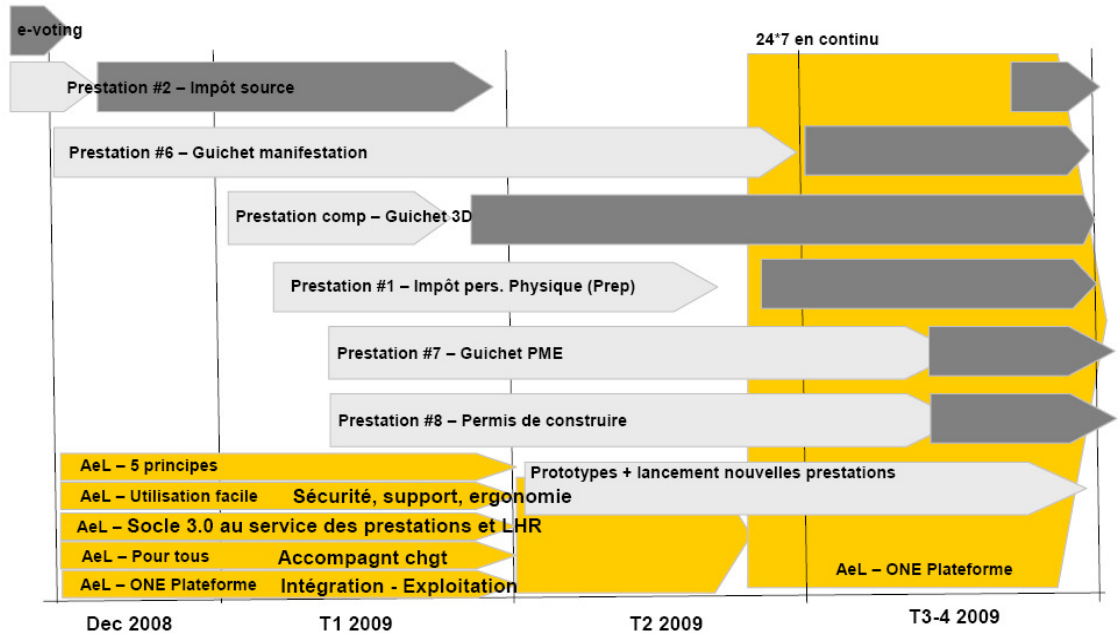 e-voting
24*7 en continu
Prestation #2 – Impôt source
Prestation #6 – Guichet manifestation
Prestation comp – Guichet 3D
Prestation #1 – Impôt pers. Physique (Prep)
Prestation #7 – Guichet PME
Prestation #8 – Permis de construire
AeL – 5 principes
Prototypes + lancement nouvelles prestations
AeL – Utilisation facile Sécurité, support, ergonomie
AeL – Socle 3.0 au service des prestations et LHR
AeL – Pour tous Accompagnt chgt
AeL – ONE Plateforme Intégration - Exploitation
AeL – ONE Plateforme
Dec 2008 T1 2009 T2 2009 T3-4 2009